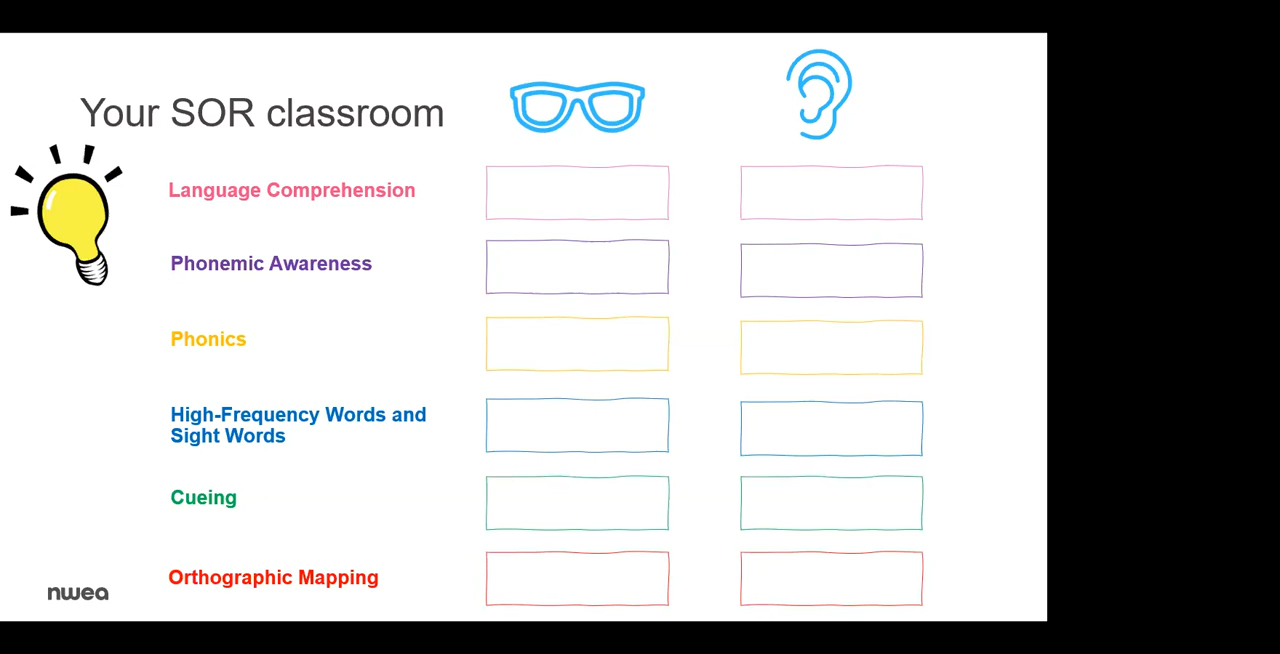 Your SOR classroom
Language Comprehension
Phonemic Awareness
Phonics
High-Frequency Words and
Sight Words
Cueing
Orthographic Mapping
nwea